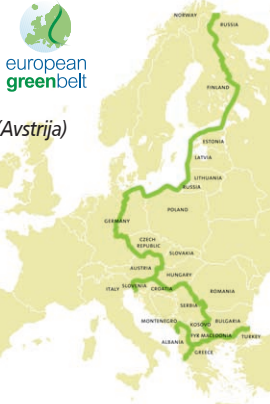 european
greenbelt
(Avstrija)
NORWAY
RUSSIA
FINLAND
ESTONIA
LATVIA
LITHUANIA
RUSSIA
POLAND
GERMANY
CZECH
REPUBLIC
SLOVAKIA
AUSTRIA
HUNGARY
ITALY
SLOVENIA
CROATIA
ROMANIA
SERBIA
MONTENEGRO
KOSOVO
BULGARIA
FYR MACEDONIA
ALBANIA
TURKEY
GREECE